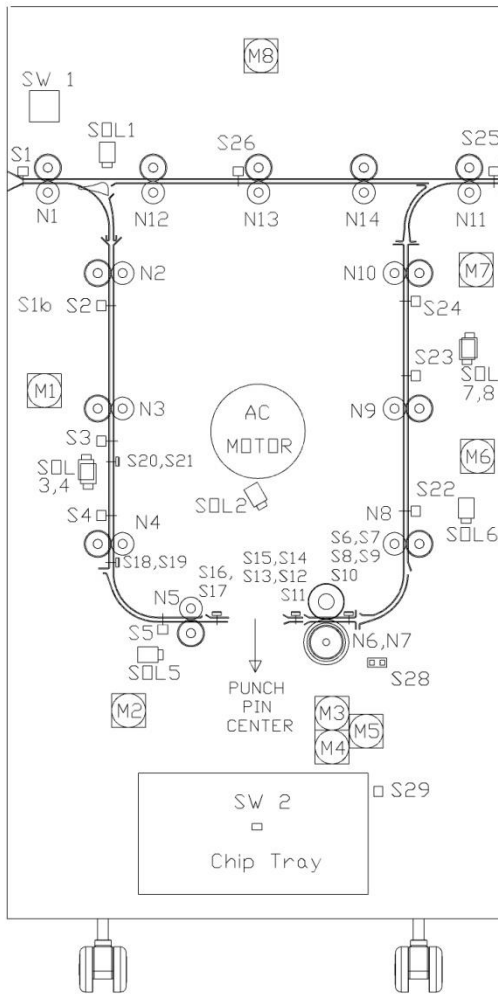 M8
SW 1
SOL1
S1
S26
S25
N1
N12
N13
N14
N11
N2
N10
M7
S1b
S2
S24
S23
SOL
7,8
M1
N3
AC
MOTOR
N9
S3
S20,S21
SOL
3,4
M6
SOL2
S22
S4
N4
N8
SOL6
S18,S19
S16,
S17
S15,S14
S13,S12
S11
S6,S7
S8,S9
S10
N5
S5
N6,N7
SOL5
S28
PUNCH
PIN
CENTER
M2
M3
M5
M4
S29
SW 2
Chip Tray